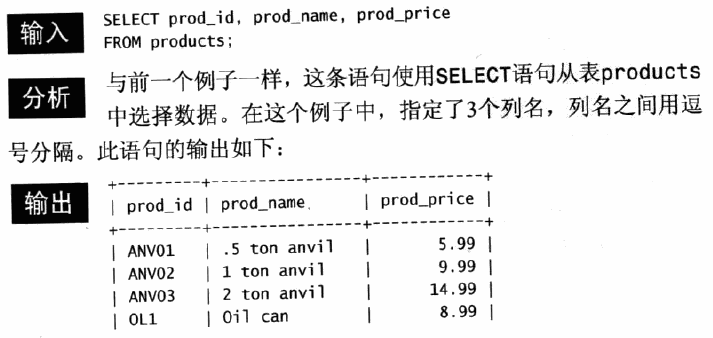 输入 SELECT prod_id, prod_name, prod_price
FROM products;
分析 与前一个例子一样，这条语句使用SELECT语句从表products
中选择数据。在这个例子中，指定了3个列名，列名之间用逗
号分隔。此语句的输出如下：
输出
+---------+---------------+------------+
| prod_id | prod_name | prod_price |
+---------+---------------+------------+
| ANV01 | .5 ton anvil | 5.99 |
| ANV02 | 1 ton anvil | 9.99 |
| ANV03 | 2 ton anvil | 14.99 |
| OL1 | Oil can | 8.99 |